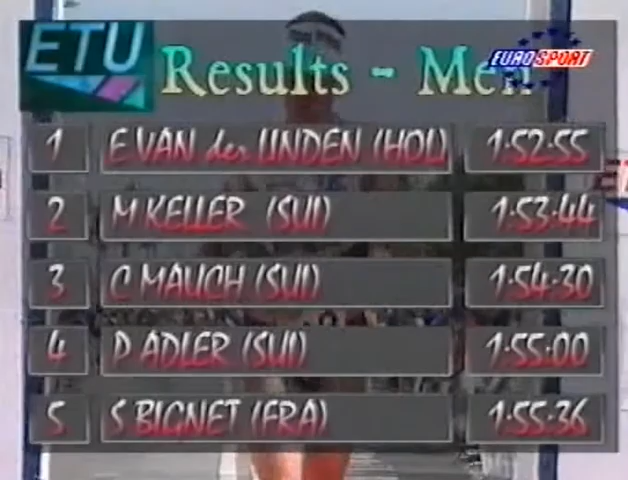 ETU
Results - Men
EUROSPORT
1 E VAN der LINDEN (HOL) 1:52:55
2 M KELLER (SUI) 1:53:44
3 C MAUCH (SUI) 1:54:30
4 P ADLER (SUI) 1:55:00
5 S BIGNET (FRA) 1:55:36